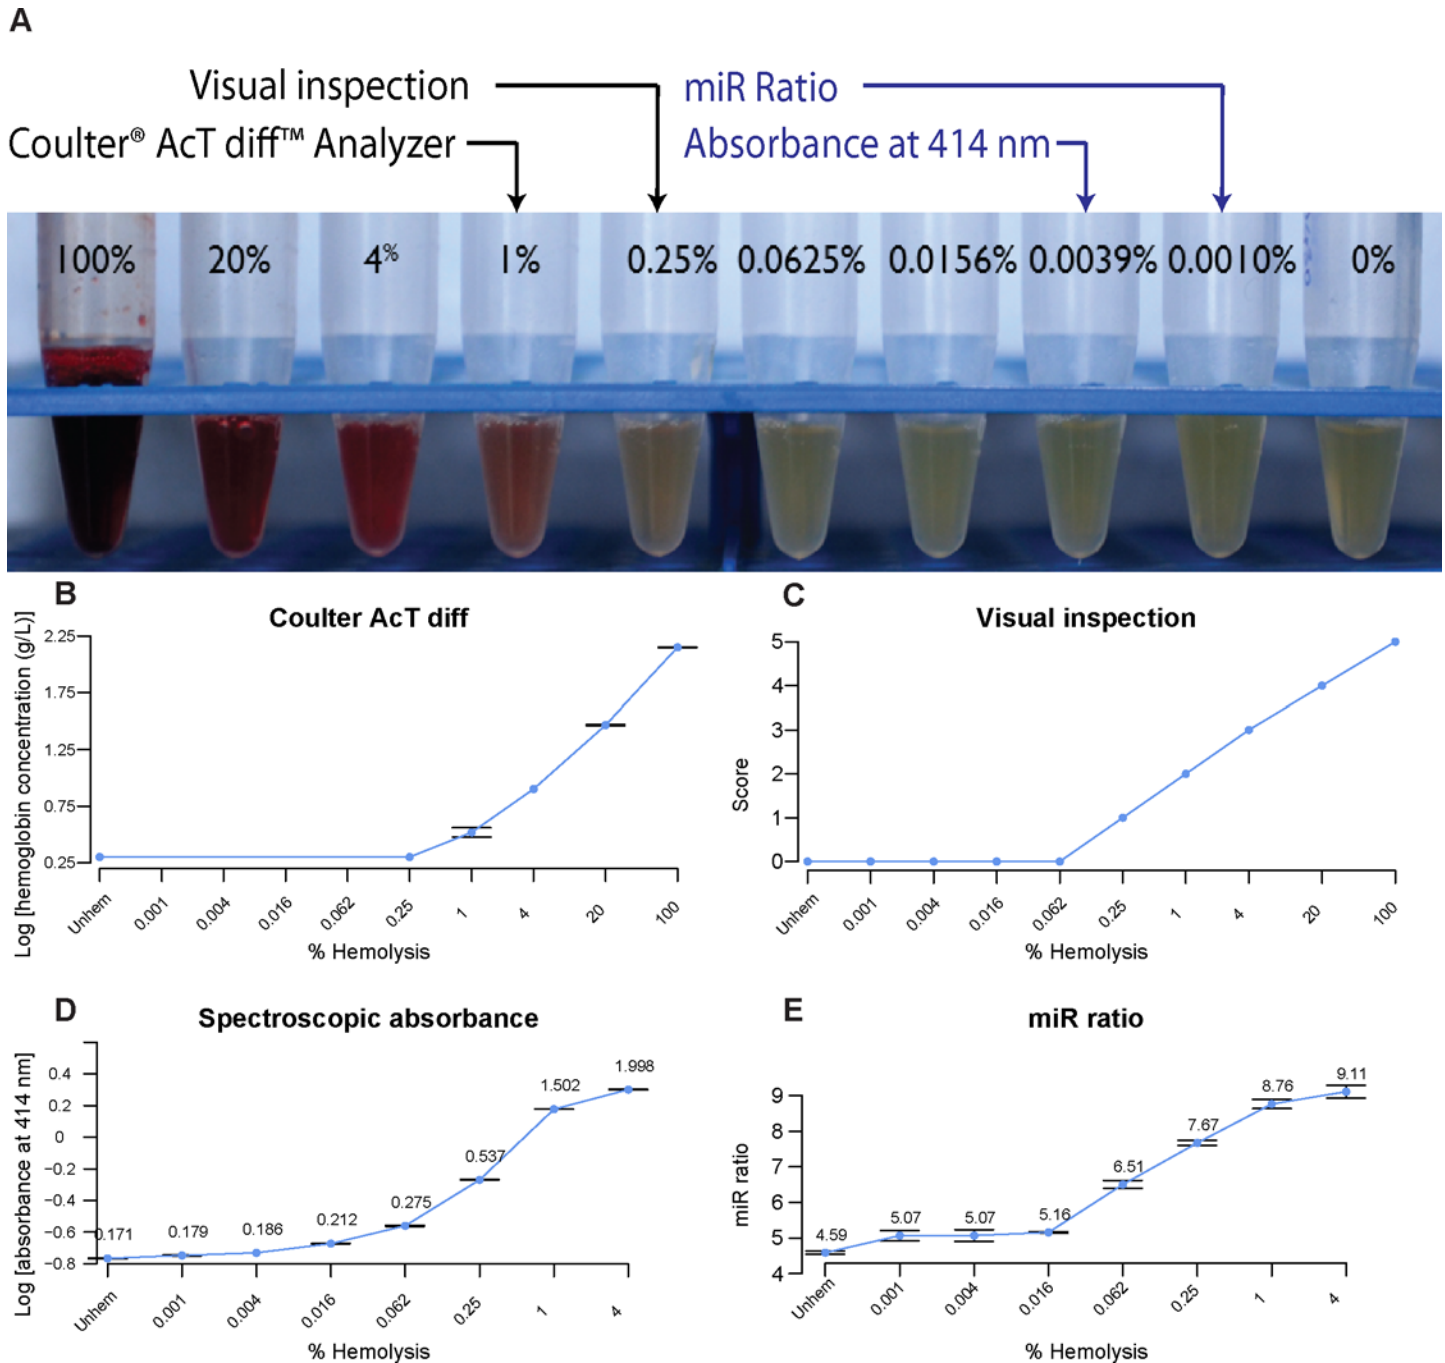 A
Visual inspection
miR Ratio
Coulter® AcT diff™ Analyzer
Absorbance at 414 nm
100% 20% 4% 1% 0.25% 0.0625% 0.0156% 0.0039% 0.0010% 0%
B
Coulter AcT diff
Log [hemoglobin concentration (g/L)]
2.25
1.75
1.25
0.75
0.25
Unhem 0.001 0.004 0.016 0.062 0.25 1 4 20 100
% Hemolysis
C
Visual inspection
Score
5
4
3
2
1
0
Unhem 0.001 0.004 0.016 0.062 0.25 1 4 20 100
% Hemolysis
D
Spectroscopic absorbance
Log [absorbance at 414 nm]
0.4
0.2
0
−0.2
−0.4
−0.6
−0.8
0.171 0.179 0.186 0.212 0.275 0.537 1.502 1.998
Unhem 0.001 0.004 0.016 0.062 0.25 1 4
% Hemolysis
E
miR ratio
miR ratio
9
8
7
6
5
4
4.59 5.07 5.07 5.16 6.51 7.67 8.76 9.11
Unhem 0.001 0.004 0.016 0.062 0.25 1 4
% Hemolysis